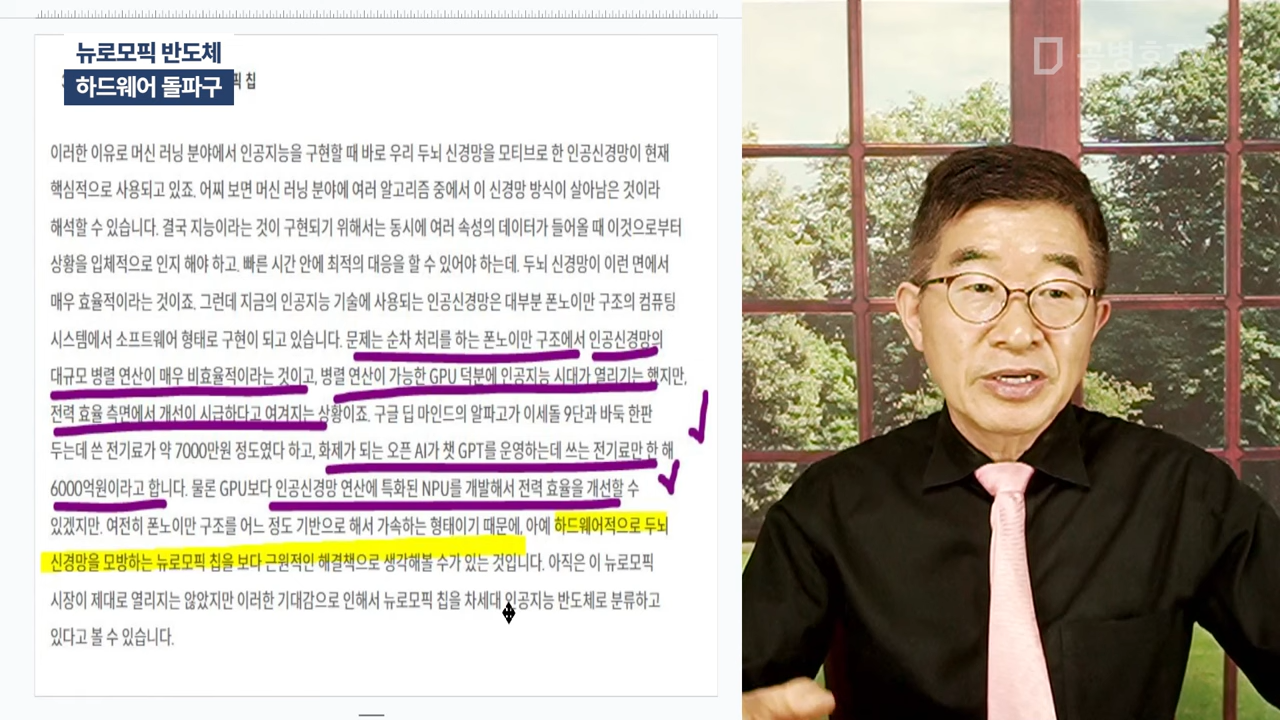 뉴로모픽 반도체
하드웨어 돌파구
픽 칩
이러한 이유로 머신 러닝 분야에서 인공지능을 구현할 때 바로 우리 두뇌 신경망을 모티브로 한 인공신경망이 현재
핵심적으로 사용되고 있죠. 어찌 보면 머신 러닝 분야에 여러 알고리즘 중에서 이 신경망 방식이 살아남은 것이라
해석할 수 있습니다. 결국 지능이라는 것이 구현되기 위해서는 동시에 여러 속성의 데이터가 들어올 때 이것으로부터
상황을 입체적으로 인지 해야 하고. 빠른 시간 안에 최적의 대응을 할 수 있어야 하는데. 두뇌 신경망이 이런 면에서
매우 효율적이라는 것이죠. 그런데 지금의 인공지능 기술에 사용되는 인공신경망은 대부분 폰노이만 구조의 컴퓨팅
시스템에서 소프트웨어 형태로 구현이 되고 있습니다. 문제는 순차 처리를 하는 폰노이만 구조에서 인공신경망의
대규모 병렬 연산이 매우 비효율적이라는 것이고, 병렬 연산이 가능한 GPU 덕분에 인공지능 시대가 열리기는 했지만,
전력 효율 측면에서 개선이 시급하다고 여겨지는 상황이죠. 구글 딥 마인드의 알파고가 이세돌 9단과 바둑 한판
두는데 쓴 전기료가 약 7000만원 정도였다 하고, 화제가 되는 오픈 AI가 챗 GPT를 운영하는데 쓰는 전기료만 한 해
6000억원이라고 합니다. 물론 GPU보다 인공신경망 연산에 특화된 NPU를 개발해서 전력 효율을 개선할 수
있겠지만. 여전히 폰노이만 구조를 어느 정도 기반으로 해서 가속하는 형태이기 때문에, 아예 하드웨어적으로 두뇌
신경망을 모방하는 뉴로모픽 칩을 보다 근원적인 해결책으로 생각해볼 수가 있는 것입니다. 아직은 이 뉴로모픽
시장이 제대로 열리지는 않았지만 이러한 기대감으로 인해서 뉴로모픽 칩을 차세대 인공지능 반도체로 분류하고
있다고 볼 수 있습니다.